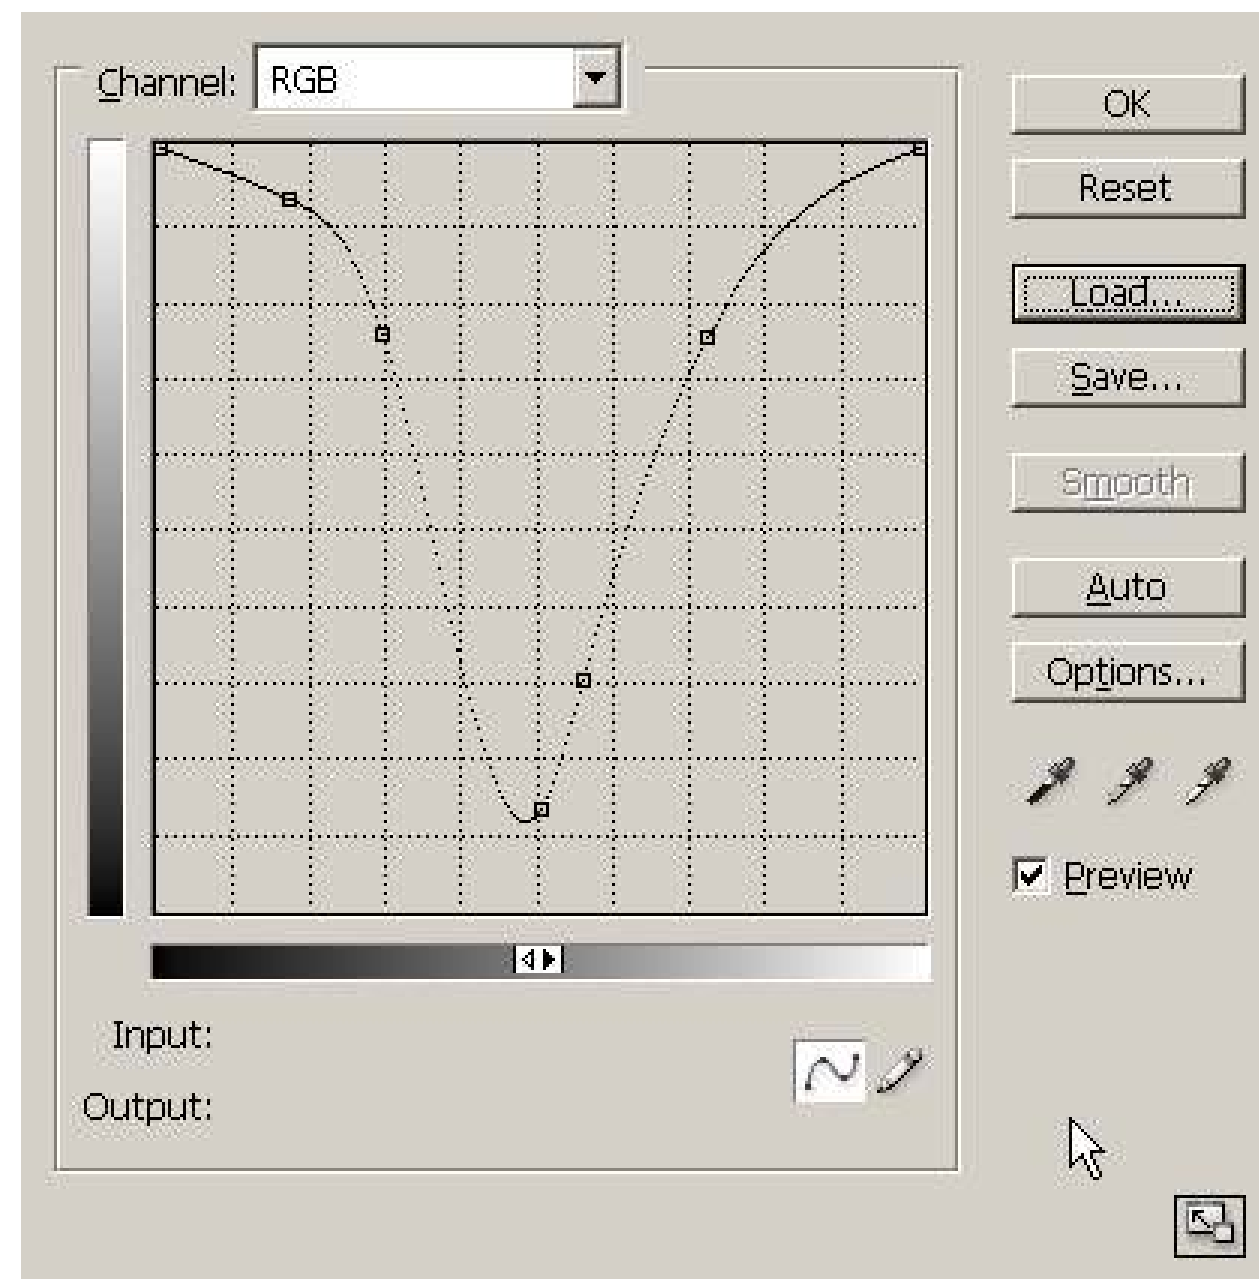 Channel: RGB
OK
Reset
Load...
Save...
Smooth
Auto
Options...
Preview
Input:
Output: